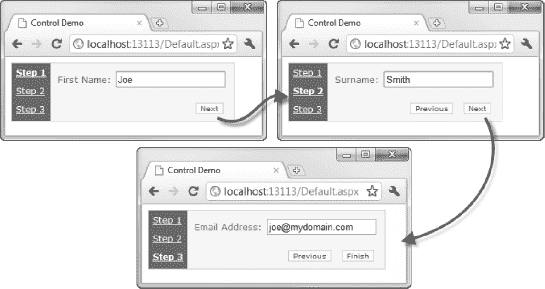 Control Demo
localhost:13113/Default.aspx
Step 1
First Name: Joe
Step 2
Step 3
Next
Control Demo
localhost:13113/Default.aspx
Step 1
Surname: Smith
Step 2
Step 3
Previous Next
Control Demo
localhost:13113/Default.aspx
Step 1
Email Address: joe@mydomain.com
Step 2
Step 3
Previous Finish